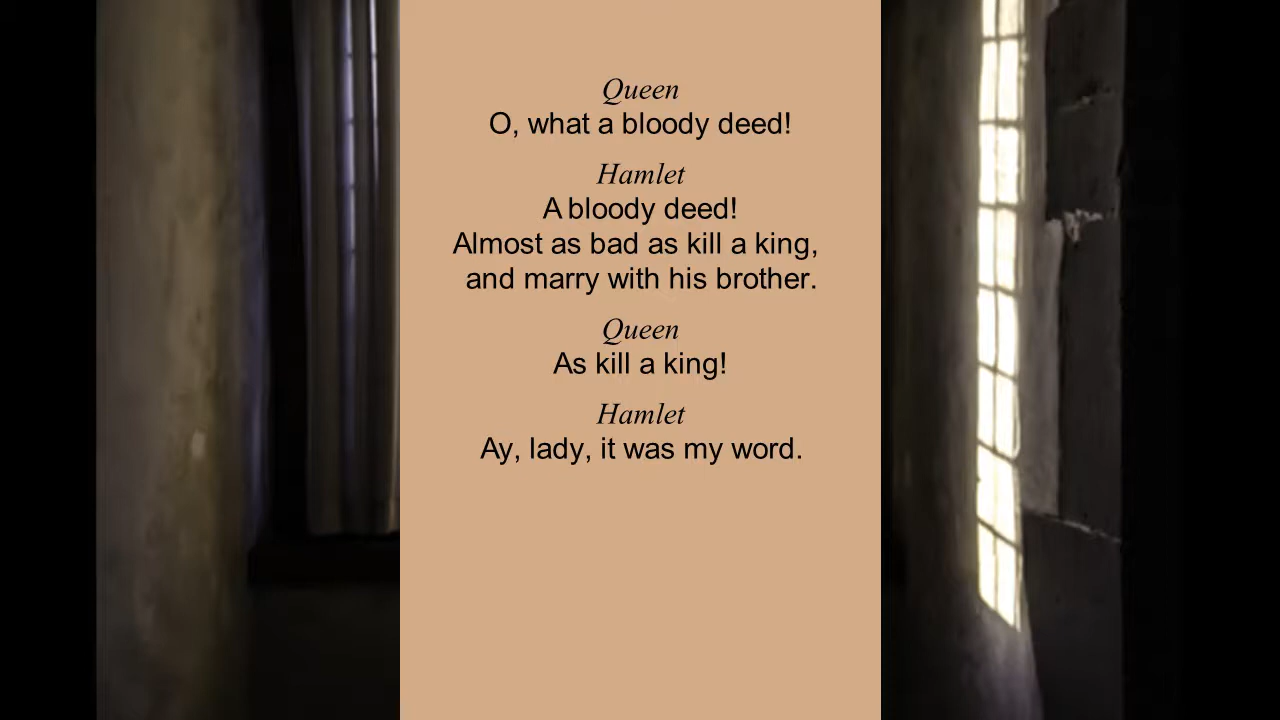 Queen
O, what a bloody deed!
Hamlet
A bloody deed!
Almost as bad as kill a king,
and marry with his brother.
Queen
As kill a king!
Hamlet
Ay, lady, it was my word.